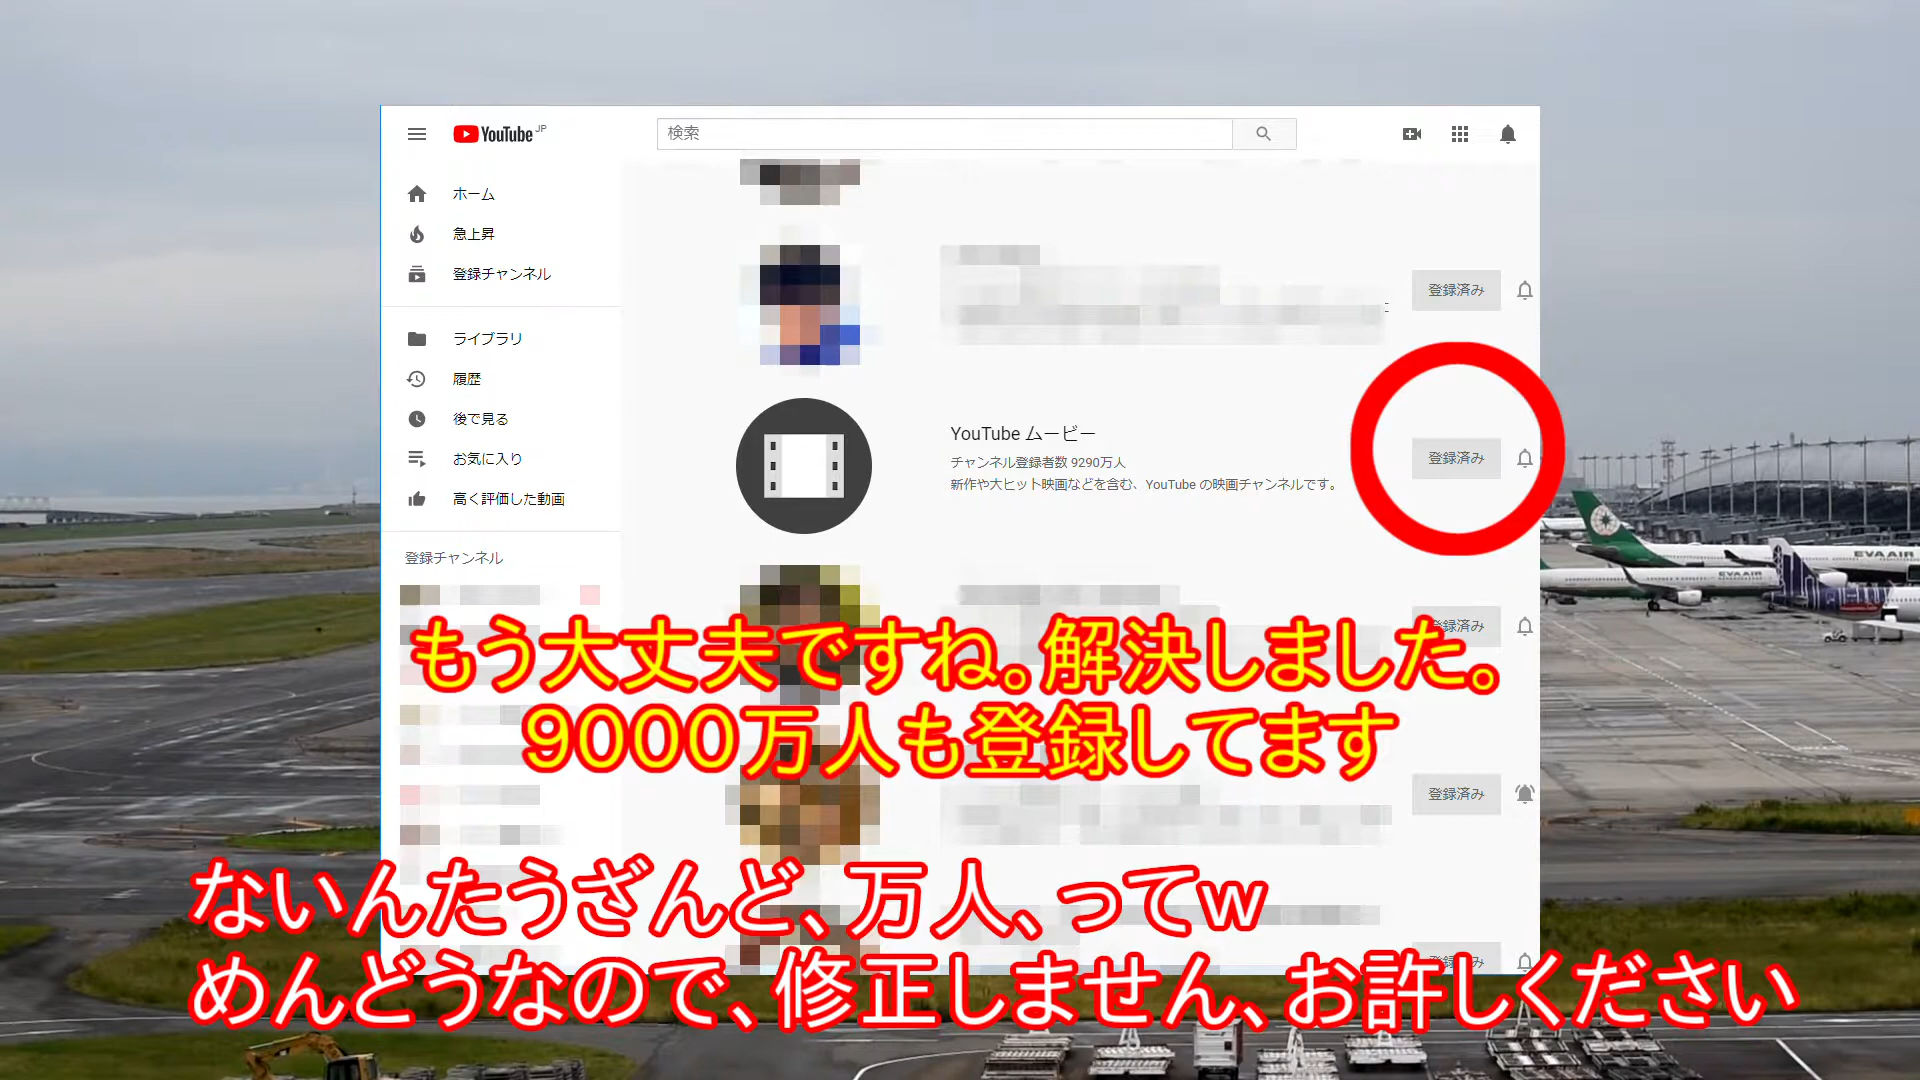 YouTube JP
検索
ホーム
急上昇
登録チャンネル
ライブラリ
履歴
後で見る
お気に入り
高く評価した動画
登録チャンネル
登録済み
YouTube ムービー
チャンネル登録者数 9290万人
新作や大ヒット映画などを含む、YouTube の映画チャンネルです。
登録済み
登録済み
もう大丈夫ですね。解決しました。
9000万人も登録してます
登録済み
ないんたうざんど、万人、ってw
登録済み
めんどうなので、修正しません、お許しください
EVA AIR
EVA AIR